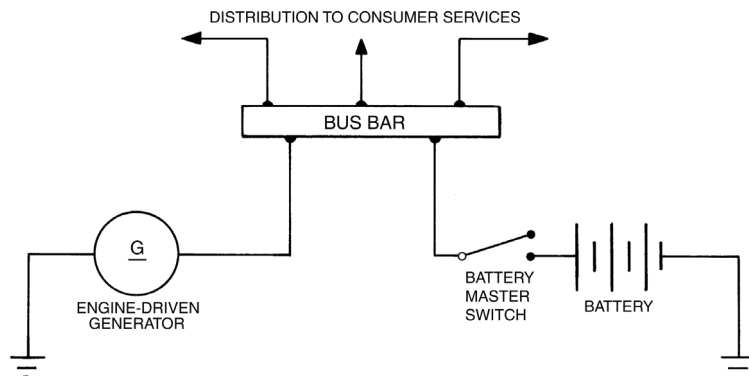 DISTRIBUTION TO CONSUMER SERVICES
BUS BAR
G
ENGINE-DRIVEN
GENERATOR
BATTERY
MASTER
SWITCH
BATTERY